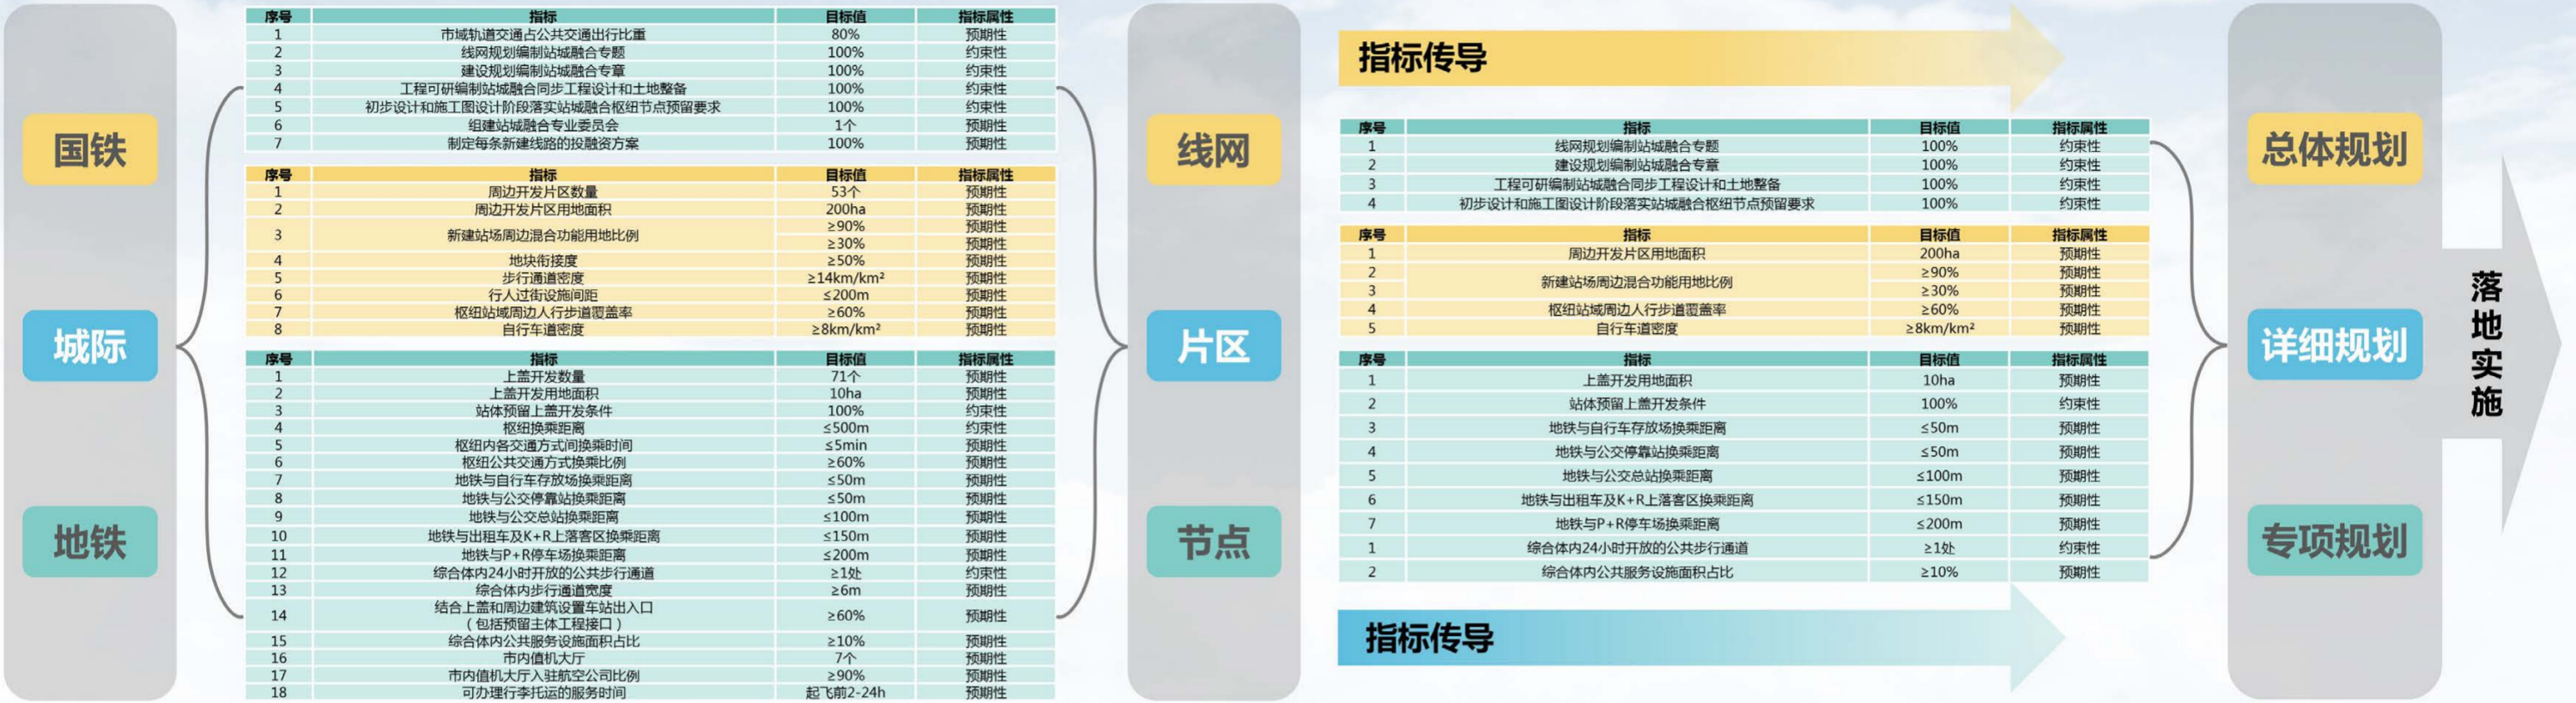 国铁
城际
地铁
序号 指标 目标值 指标属性
1 市域轨道交通占公共交通出行比重 80% 预期性
2 线网规划编制站城融合专题 100% 约束性
3 建设规划编制站城融合专章 100% 约束性
4 工程可研编制站城融合同步工程设计和土地整备 100% 约束性
5 初步设计和施工图设计阶段落实站城融合枢纽节点预留要求 100% 约束性
6 组建站城融合专业委员会 1个 预期性
7 制定每条新建线路的投融资方案 100% 预期性
序号 指标 目标值 指标属性
1 周边开发片区数量 53个 预期性
2 周边开发片区用地面积 200ha 预期性
3 新建站场周边混合功能用地比例 ≥90% 预期性
≥30% 预期性
4 地块衔接度 ≥50% 预期性
5 步行通道密度 ≥14km/km² 预期性
6 行人过街设施间距 ≤200m 预期性
7 枢纽站域周边人行步道覆盖率 ≥60% 预期性
8 自行车道密度 ≥8km/km² 预期性
序号 指标 目标值 指标属性
1 上盖开发数量 71个 预期性
2 上盖开发用地面积 10ha 预期性
3 站体预留上盖开发条件 100% 约束性
4 枢纽换乘距离 ≤500m 约束性
5 枢纽内各交通方式间换乘时间 ≤5min 预期性
6 枢纽公共交通方式换乘比例 ≥60% 预期性
7 地铁与自行车存放场换乘距离 ≤50m 预期性
8 地铁与公交停靠站换乘距离 ≤50m 预期性
9 地铁与公交总站换乘距离 ≤100m 预期性
10 地铁与出租车及K+R上落客区换乘距离 ≤150m 预期性
11 地铁与P+R停车场换乘距离 ≤200m 预期性
12 综合体内24小时开放的公共步行通道 ≥1处 约束性
13 综合体内步行通道宽度 ≥6m 预期性
14 结合上盖和周边建筑设置车站出入口 ≥60% 预期性
（包括预留主体工程接口）
15 综合体内公共服务设施面积占比 ≥10% 预期性
16 市内值机大厅 7个 预期性
17 市内值机大厅入驻航空公司比例 ≥90% 预期性
18 可办理行李托运的服务时间 起飞前2-24h 预期性
线网
片区
节点
指标传导
序号 指标 目标值 指标属性
1 线网规划编制站城融合专题 100% 约束性
2 建设规划编制站城融合专章 100% 约束性
3 工程可研编制站城融合同步工程设计和土地整备 100% 约束性
4 初步设计和施工图设计阶段落实站城融合枢纽节点预留要求 100% 约束性
序号 指标 目标值 指标属性
1 周边开发片区用地面积 200ha 预期性
2 新建站场周边混合功能用地比例 ≥90% 预期性
3 ≥30% 预期性
4 枢纽站域周边人行步道覆盖率 ≥60% 预期性
5 自行车道密度 ≥8km/km² 预期性
序号 指标 目标值 指标属性
1 上盖开发用地面积 10ha 预期性
2 站体预留上盖开发条件 100% 约束性
3 地铁与自行车存放场换乘距离 ≤50m 预期性
4 地铁与公交停靠站换乘距离 ≤50m 预期性
5 地铁与公交总站换乘距离 ≤100m 预期性
6 地铁与出租车及K+R上落客区换乘距离 ≤150m 预期性
7 地铁与P+R停车场换乘距离 ≤200m 预期性
1 综合体内24小时开放的公共步行通道 ≥1处 约束性
2 综合体内公共服务设施面积占比 ≥10% 预期性
指标传导
总体规划
详细规划
专项规划
落地实施